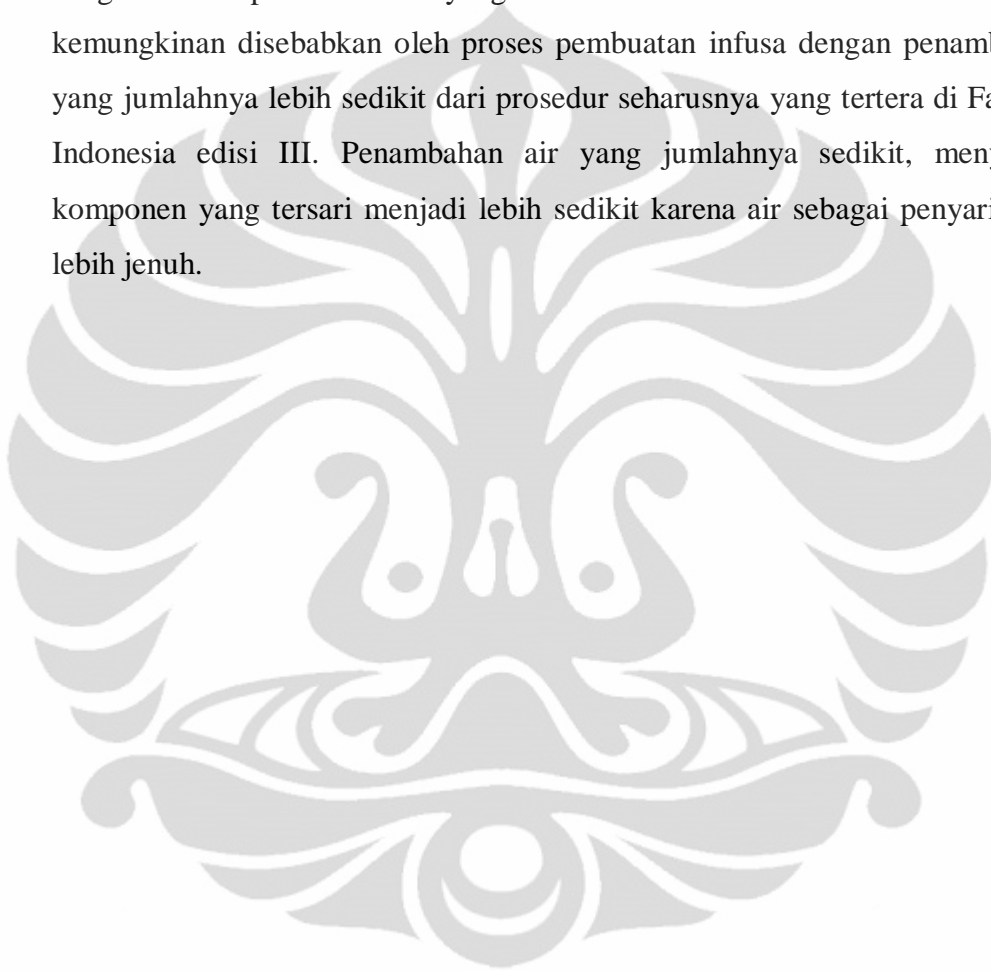 kemungkinan disebabkan oleh proses pembuatan infusa dengan penamb
yang jumlahnya lebih sedikit dari prosedur seharusnya yang tertera di Fa
Indonesia edisi III. Penambahan air yang jumlahnya sedikit, meny
komponen yang tersari menjadi lebih sedikit karena air sebagai penyari
lebih jenuh.